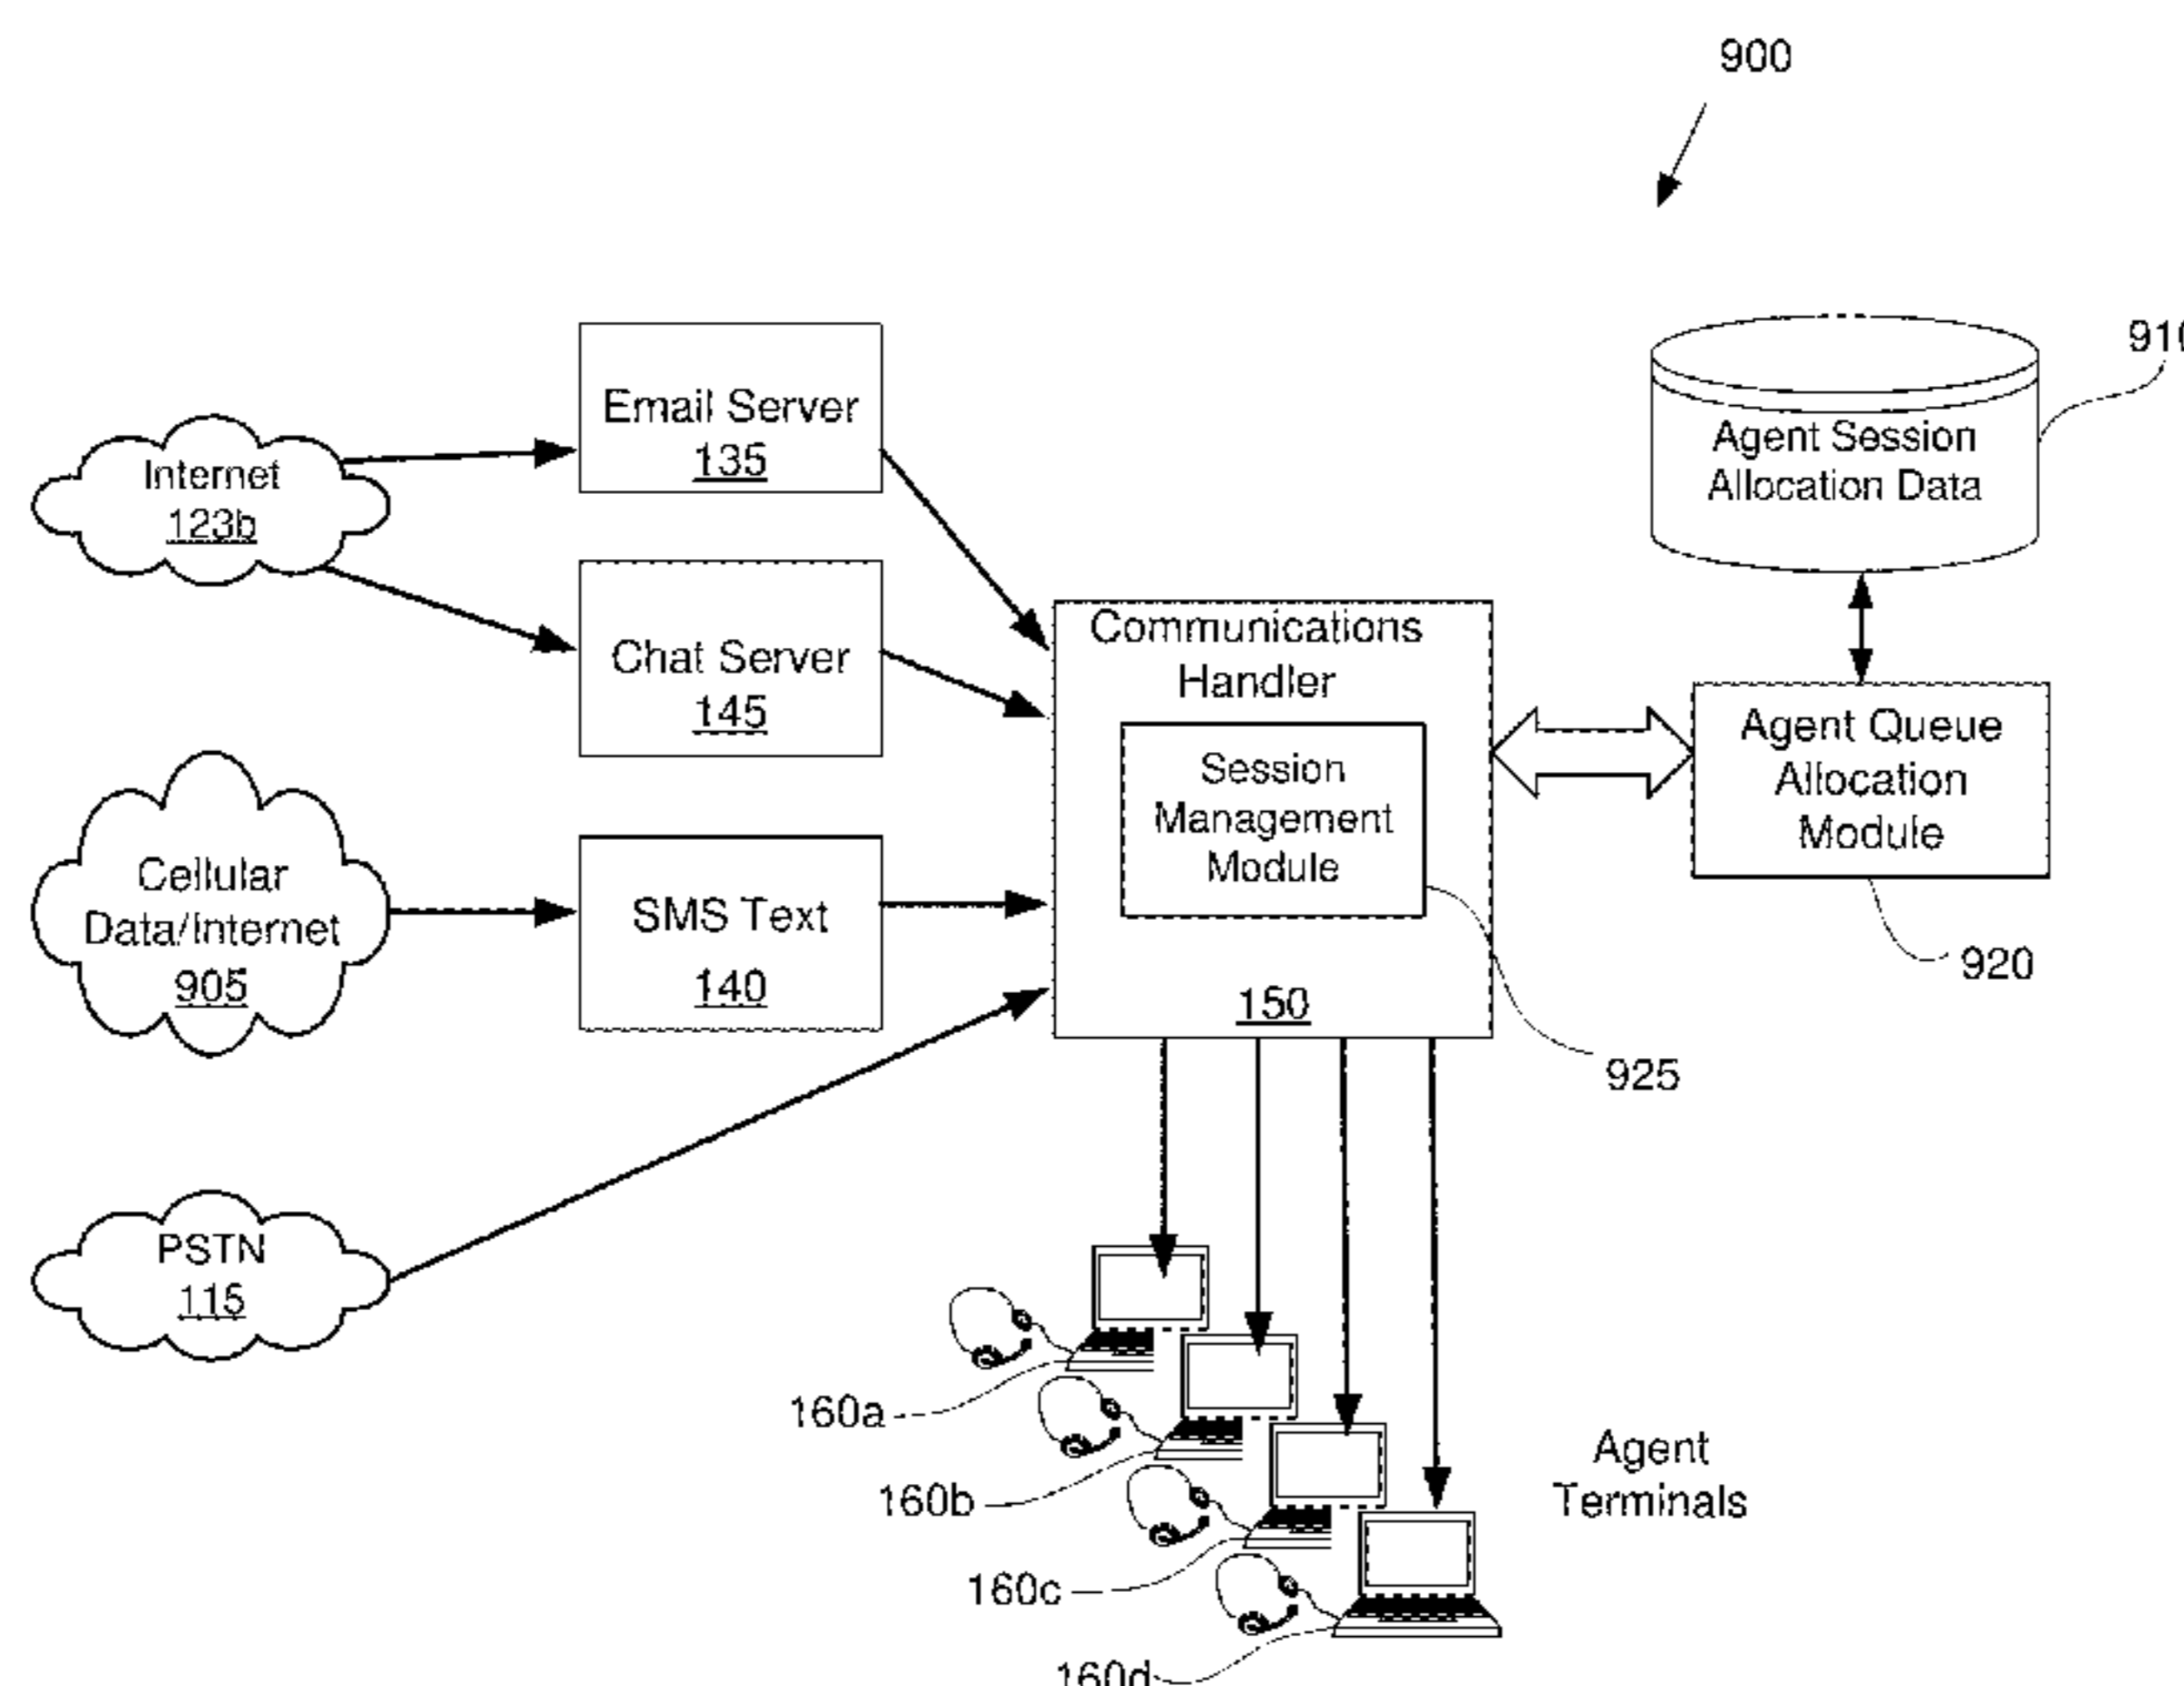 900
910
Email Server
135
Internet
123b
Agent Session
Allocation Data
Chat Server
145
Communications
Handler
Session
Management
Module
150
Agent Queue
Allocation
Module
Cellular
Data/Internet
905
SMS Text
140
920
925
PSTN
115
160a
160b
160c
160d
Agent
Terminals